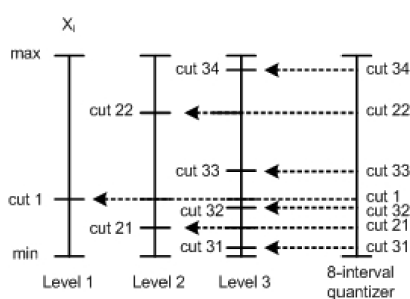 Xi
max
cut 34
cut 34
cut 22
cut 22
cut 33
cut 33
cut 1
cut 1
cut 32
cut 32
cut 21
cut 21
cut 31
cut 31
min
Level 1
Level 2
Level 3
8-interval
quantizer